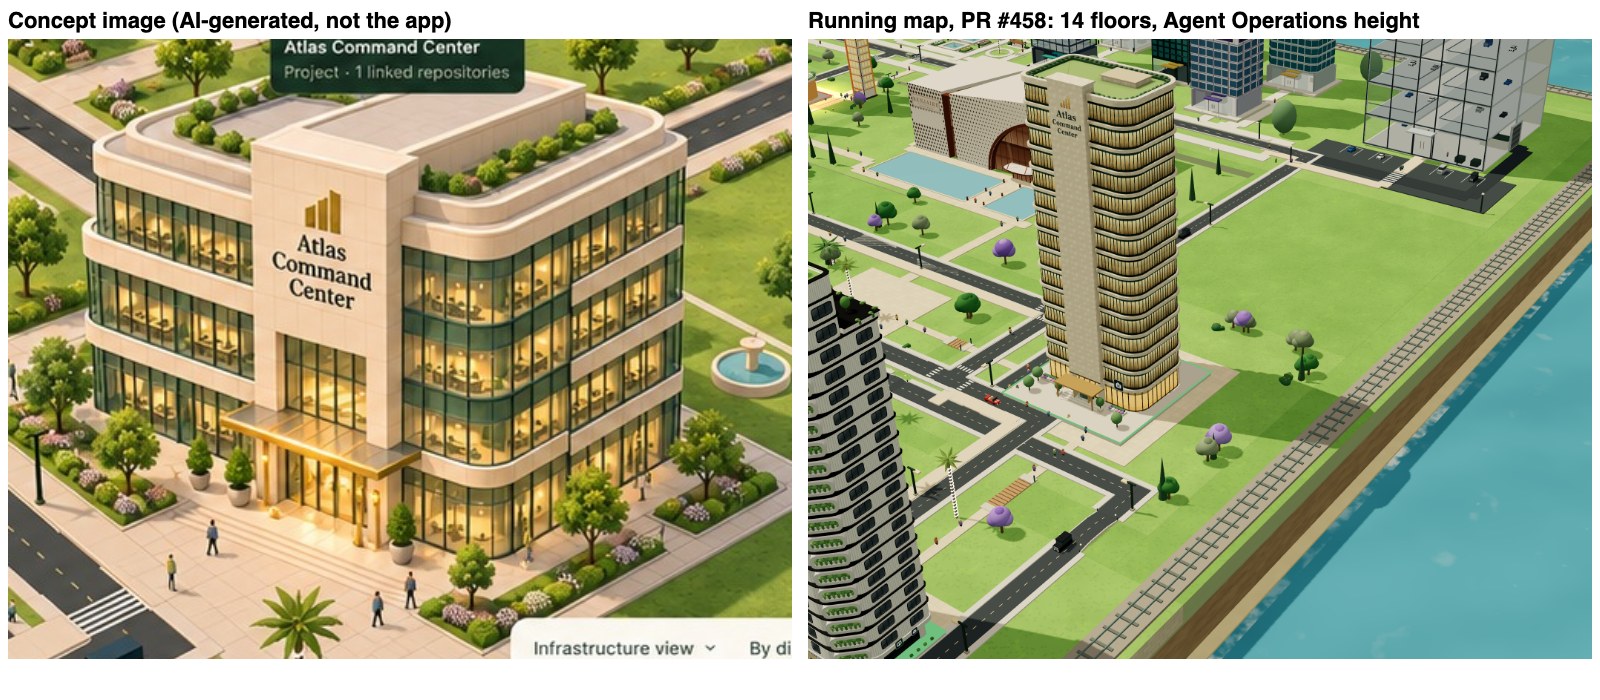 Concept image (AI-generated, not the app)
Running map, PR #458: 14 floors, Agent Operations height
Atlas Command Center
Project · 1 linked repositories
Atlas
Command
Center
Infrastructure view
By di
Atlas
Command
Center